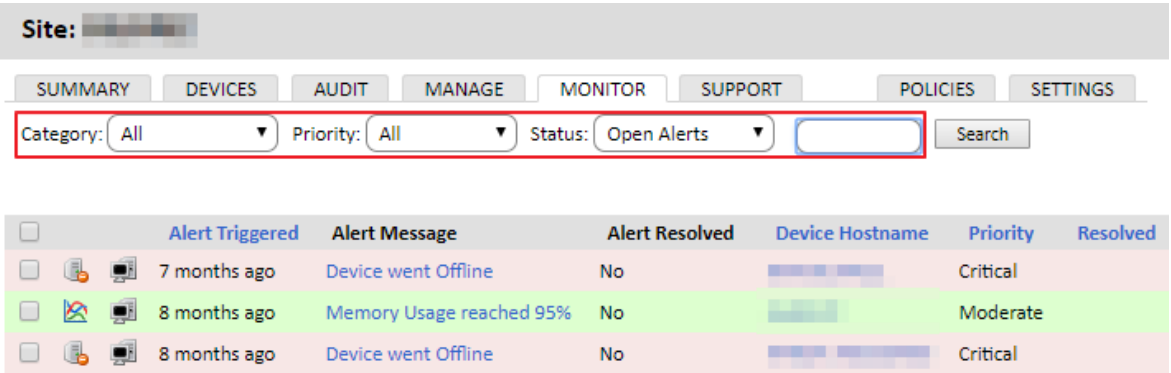 Site:
SUMMARY DEVICES AUDIT MANAGE MONITOR SUPPORT POLICIES SETTINGS
Category: All Priority: All Status: Open Alerts Search
Alert Triggered Alert Message Alert Resolved Device Hostname Priority Resolved
7 months ago Device went Offline No Critical
8 months ago Memory Usage reached 95% No Moderate
8 months ago Device went Offline No Critical